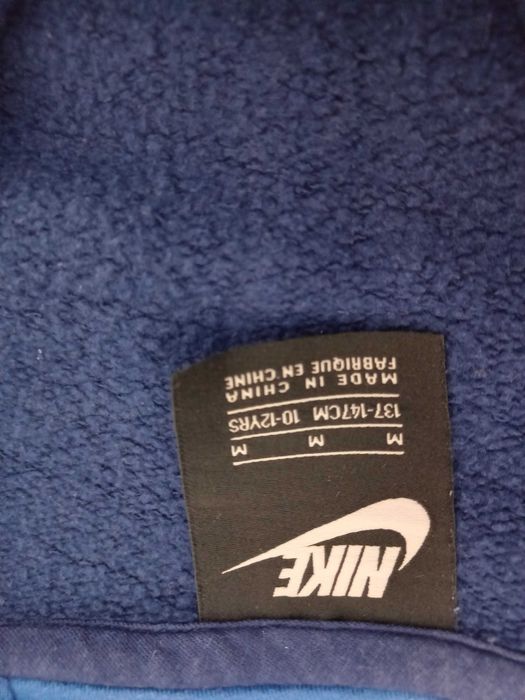 NIKE
M M M
137-147CM 10-12YRS
MADE IN CHINA
FABRIQUE EN CHINE